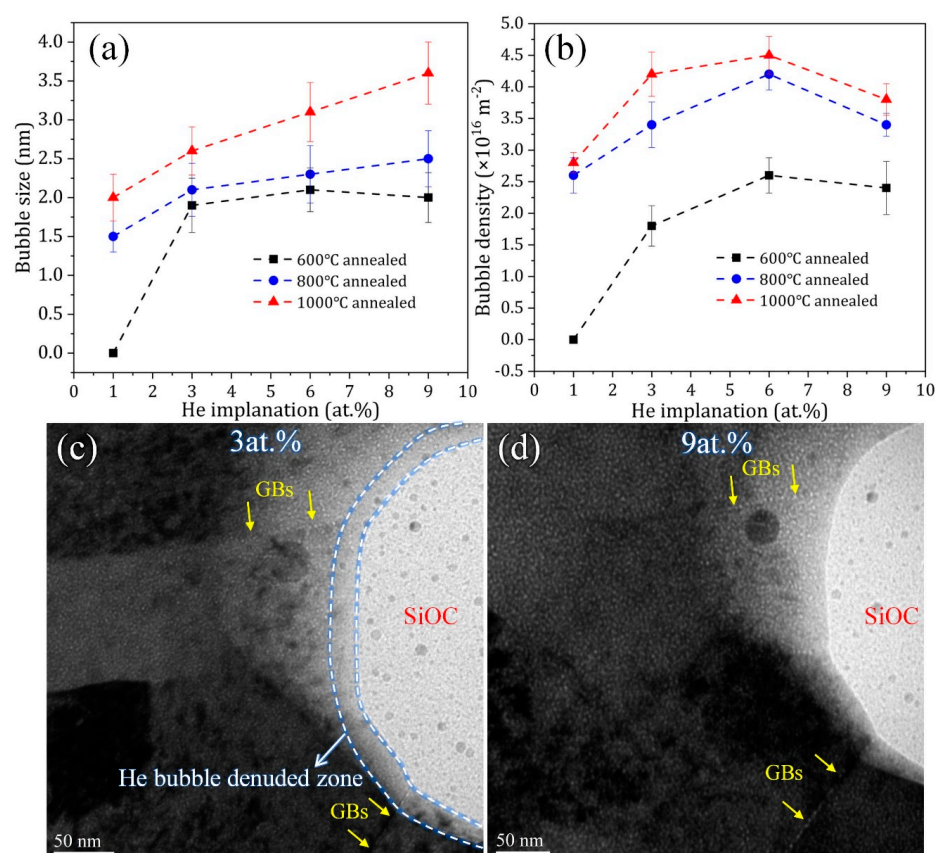 (a)
Bubble size (nm)
4.0
3.5
3.0
2.5
2.0
1.5
1.0
0.5
0.0
600℃ annealed
800℃ annealed
1000℃ annealed
0 1 2 3 4 5 6 7 8 9 10
He implanation (at.%)
(b)
Bubble density (×10¹⁶ m⁻²)
5.0
4.5
4.0
3.5
3.0
2.5
2.0
1.5
1.0
0.5
0.0
-0.5
600℃ annealed
800℃ annealed
1000℃ annealed
0 1 2 3 4 5 6 7 8 9 10
He implanation (at.%)
(c)
3at.%
GBs
SiOC
He bubble denuded zone
GBs
50 nm
(d)
9at.%
GBs
SiOC
GBs
50 nm